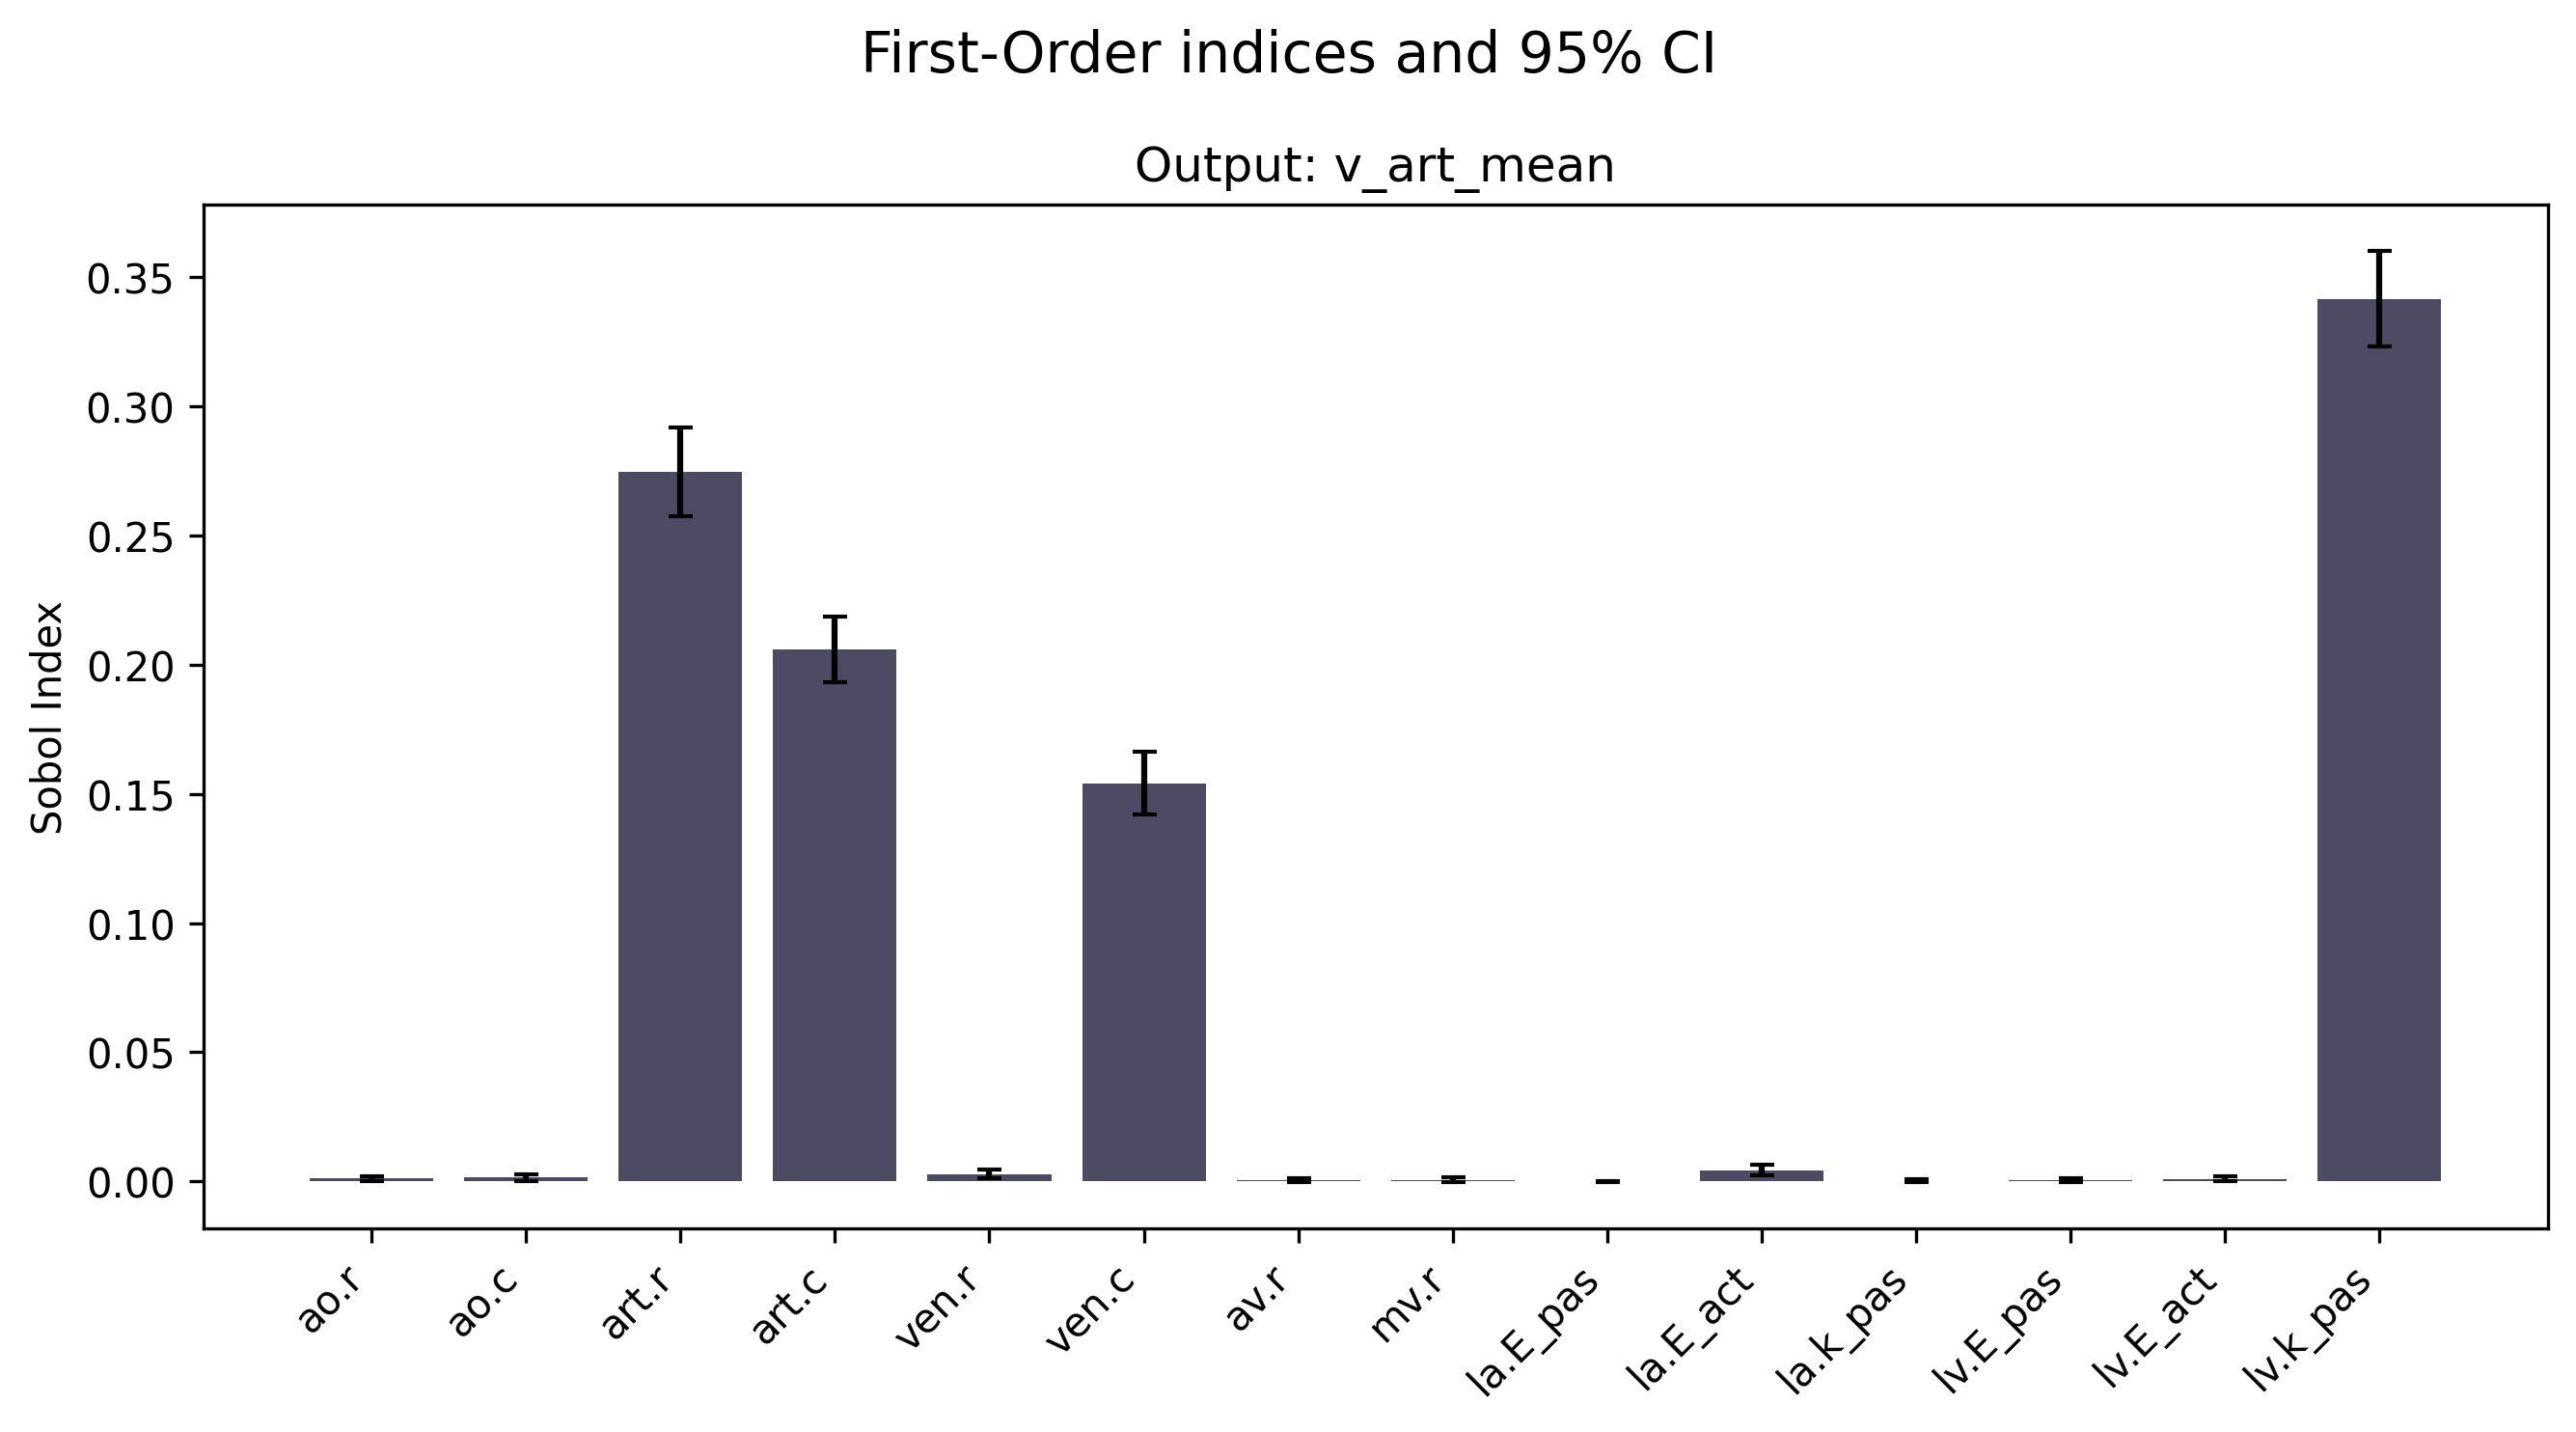 First-Order indices and 95% CI
Output: v_art_mean
Sobol Index
0.35
0.30
0.25
0.20
0.15
0.10
0.05
0.00
ao.r
ao.c
art.r
art.c
ven.r
ven.c
av.r
mv.r
la.E_pas
la.E_act
la.k_pas
lv.E_pas
lv.E_act
lv.k_pas